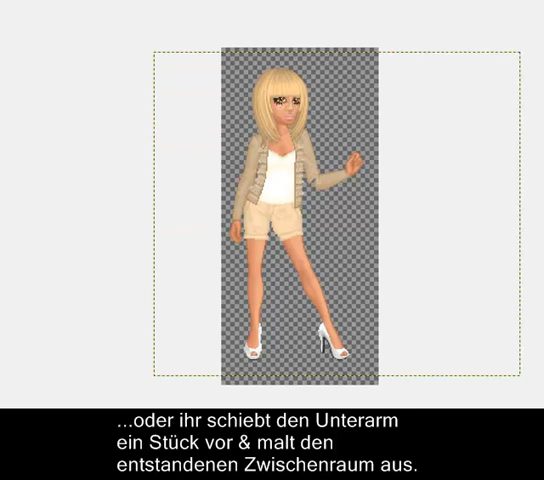 ...oder ihr schiebt den Unterarm
ein Stück vor & malt den
entstandenen Zwischenraum aus.